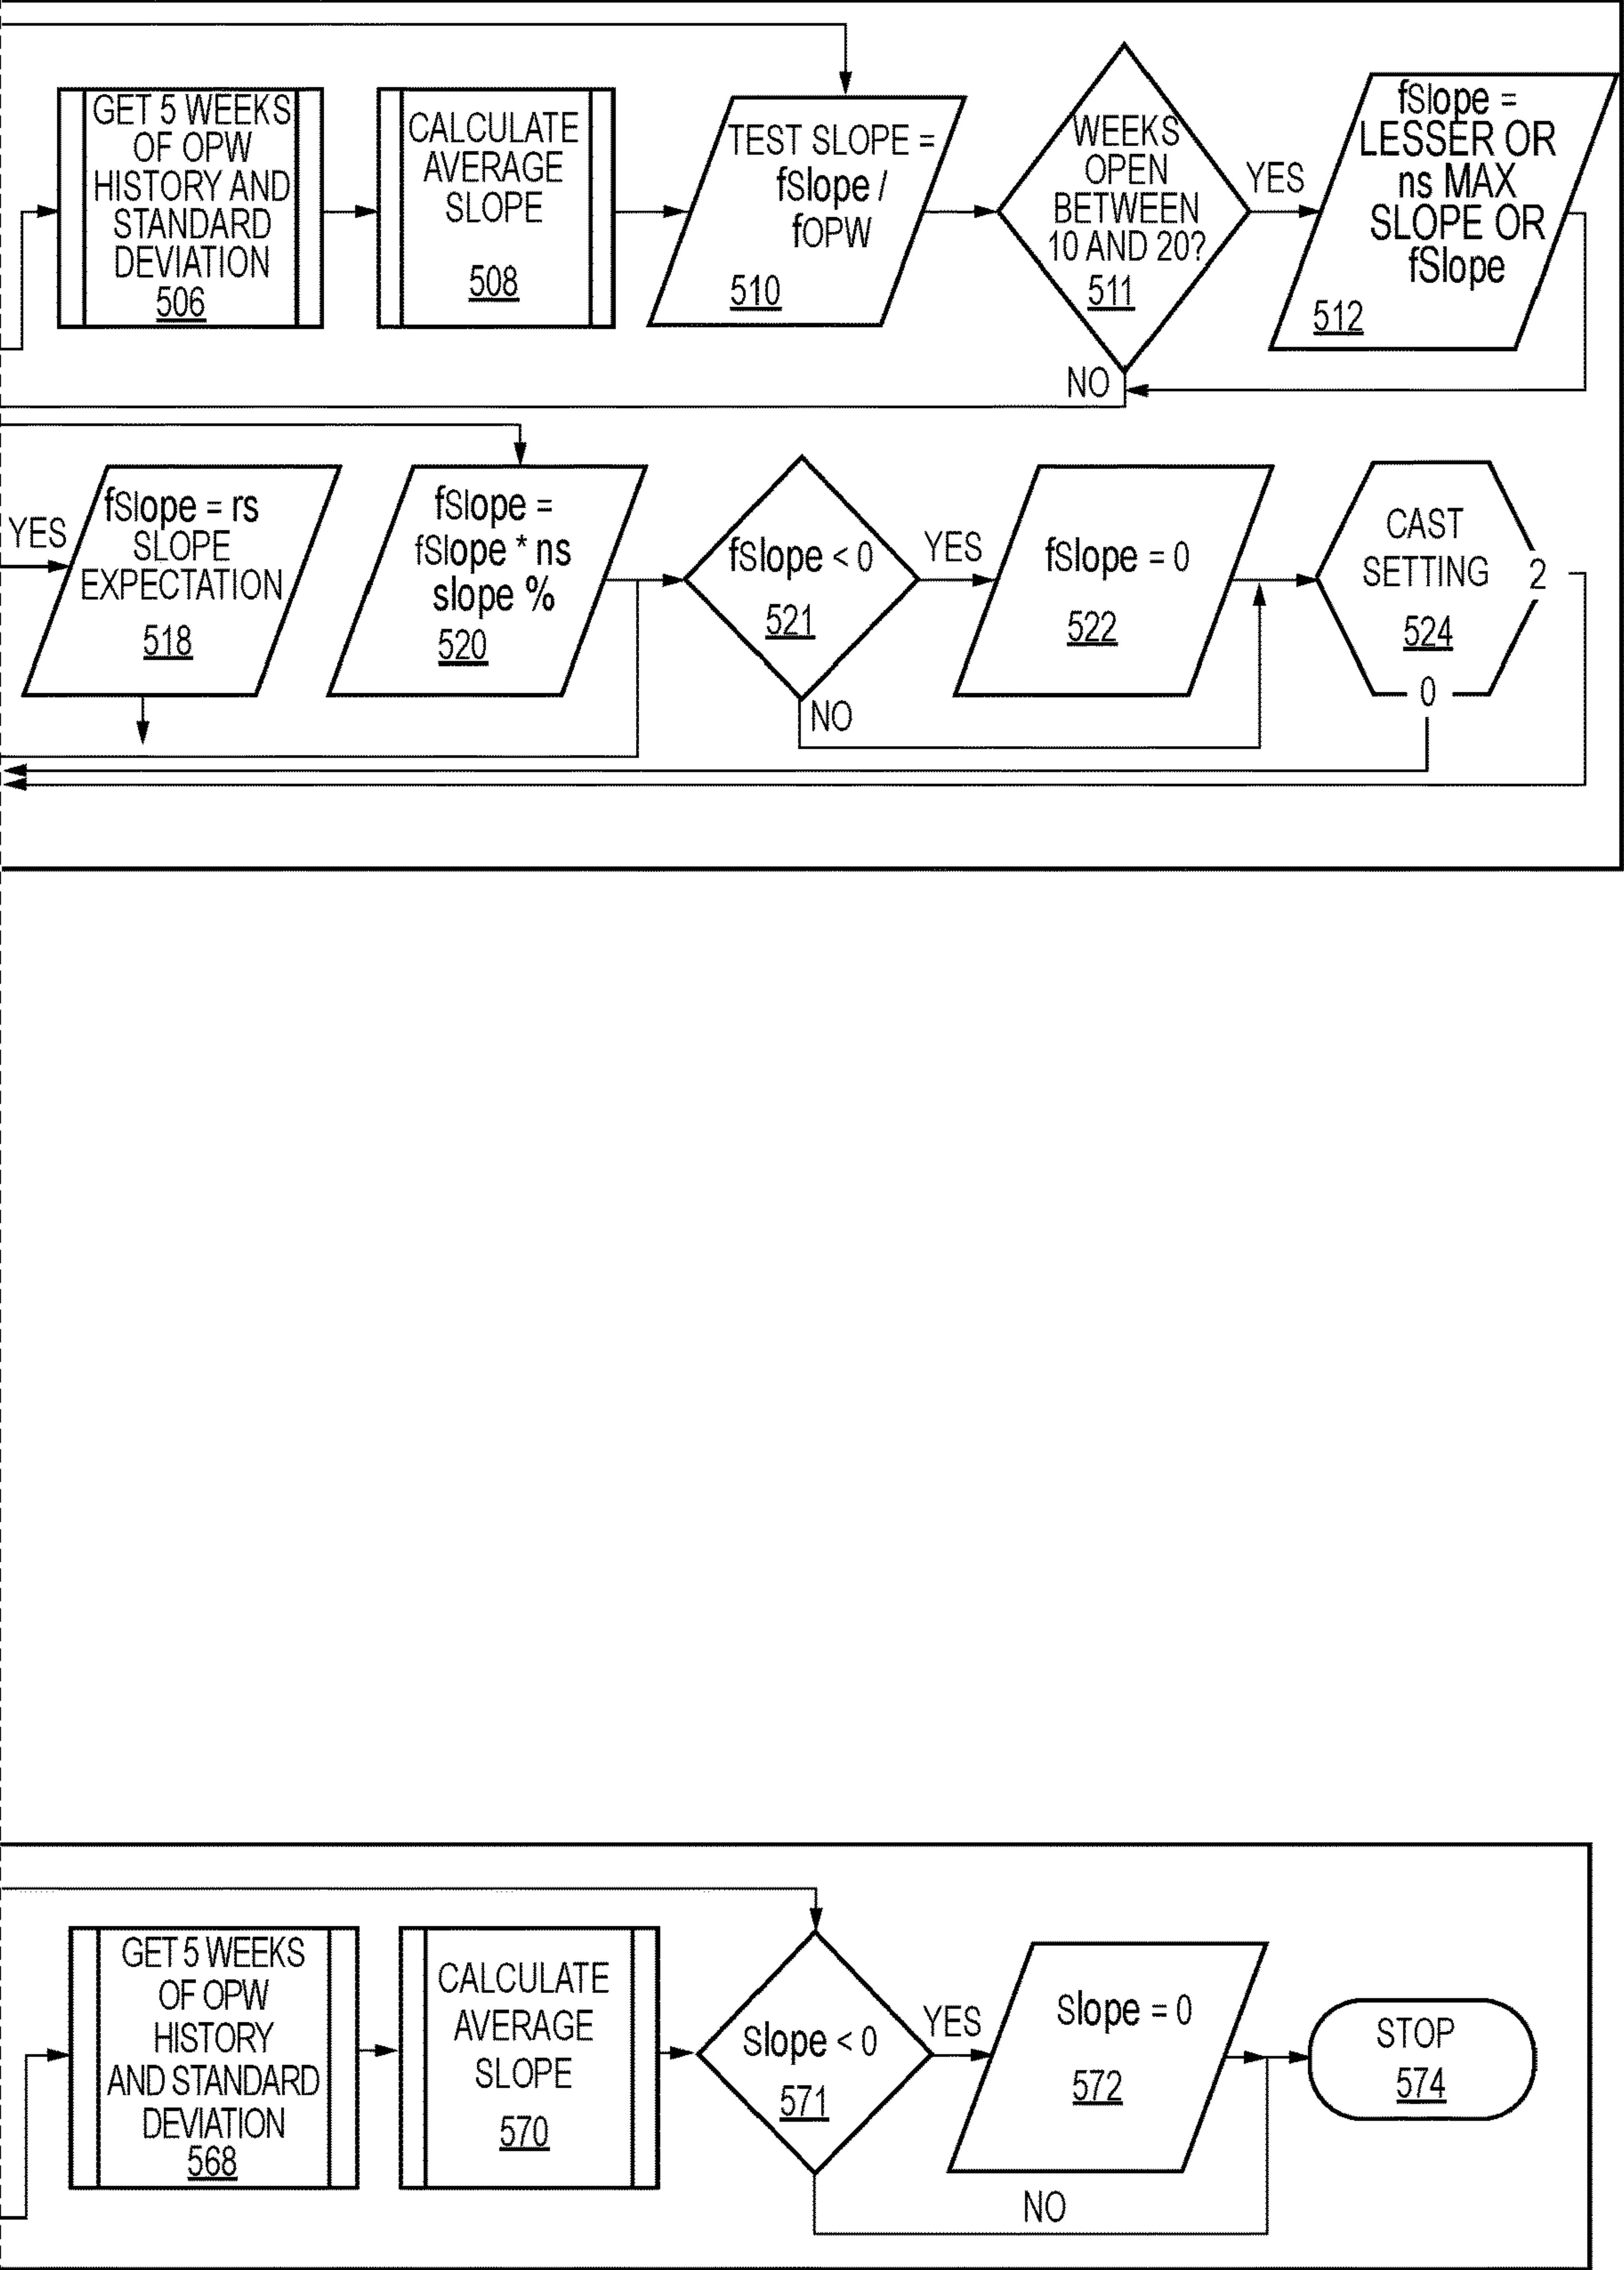 GET 5 WEEKS
OF OPW
HISTORY AND
STANDARD
DEVIATION
506
CALCULATE
AVERAGE
SLOPE
508
TEST SLOPE =
fSlope /
fOPW
510
WEEKS
OPEN
BETWEEN
10 AND 20?
511
YES
NO
fSlope =
LESSER OR
ns MAX
SLOPE OR
fSlope
512
YES
fSlope = rs
SLOPE
EXPECTATION
518
fSlope =
fSlope * ns
slope %
520
fSlope < 0
521
YES
NO
fSlope = 0
522
CAST
SETTING
524
2
0
GET 5 WEEKS
OF OPW
HISTORY
AND STANDARD
DEVIATION
568
CALCULATE
AVERAGE
SLOPE
570
Slope < 0
571
YES
NO
Slope = 0
572
STOP
574